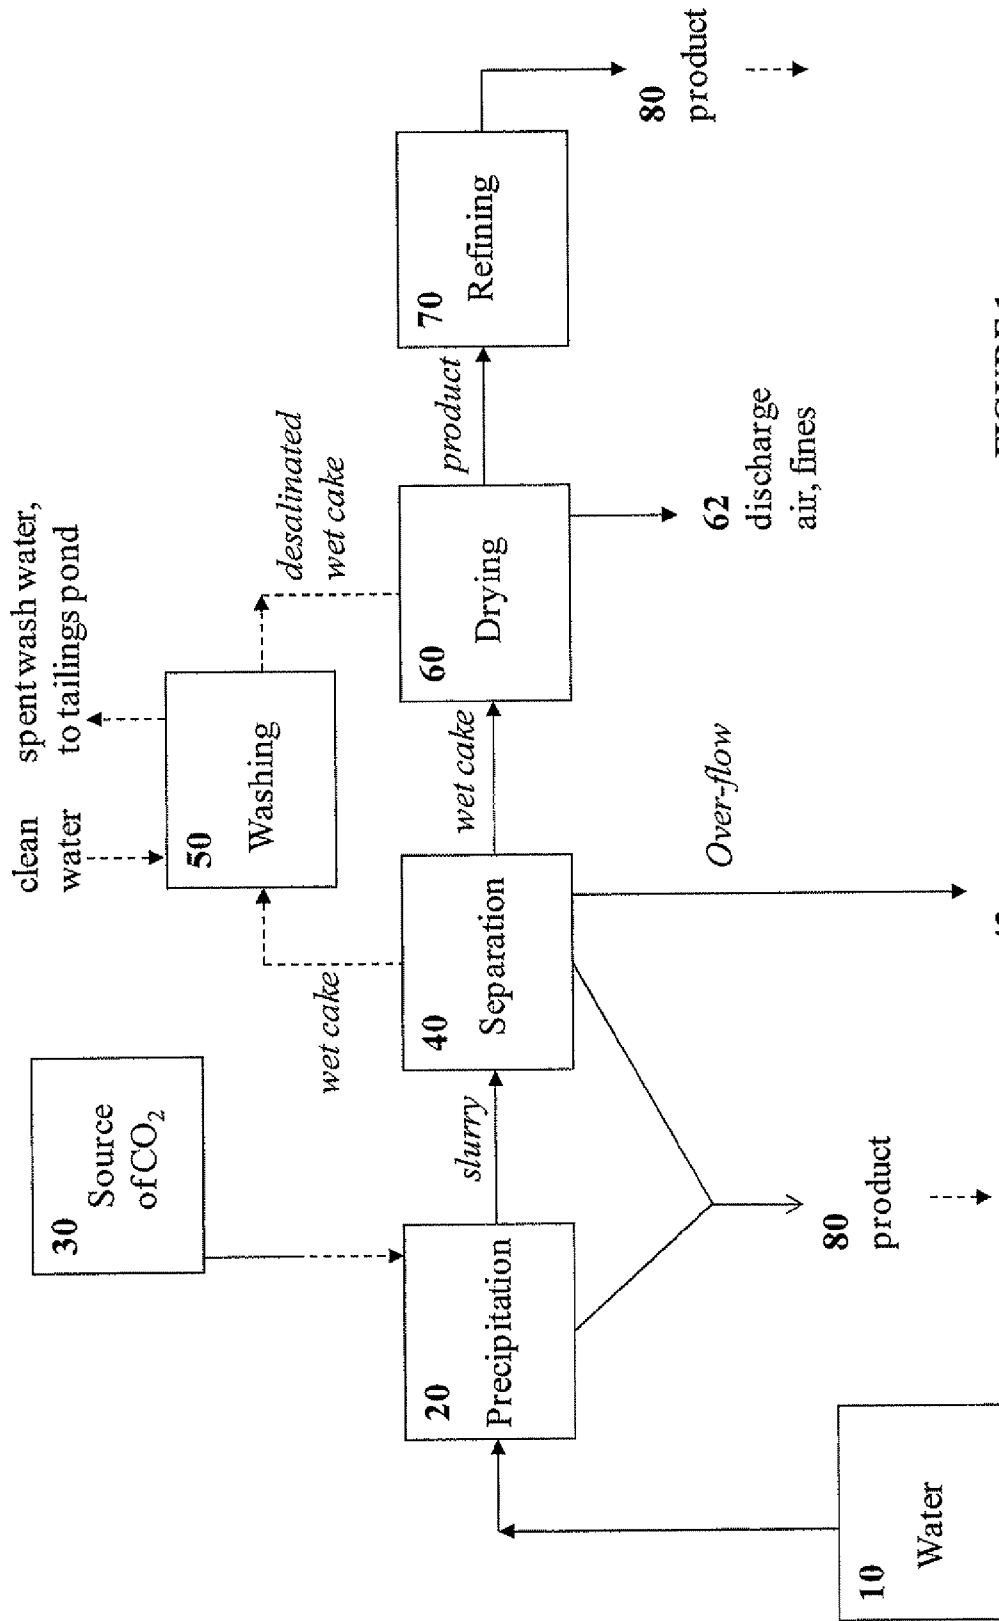 clean
water
spent wash water,
to tailings pond
30
Source
of CO2
50
Washing
wet cake
desalinated
wet cake
20
Precipitation
slurry
40
Separation
wet cake
60
Drying
product
70
Refining
10
Water
80
product
Over-flow
62
discharge
air, fines
80
product